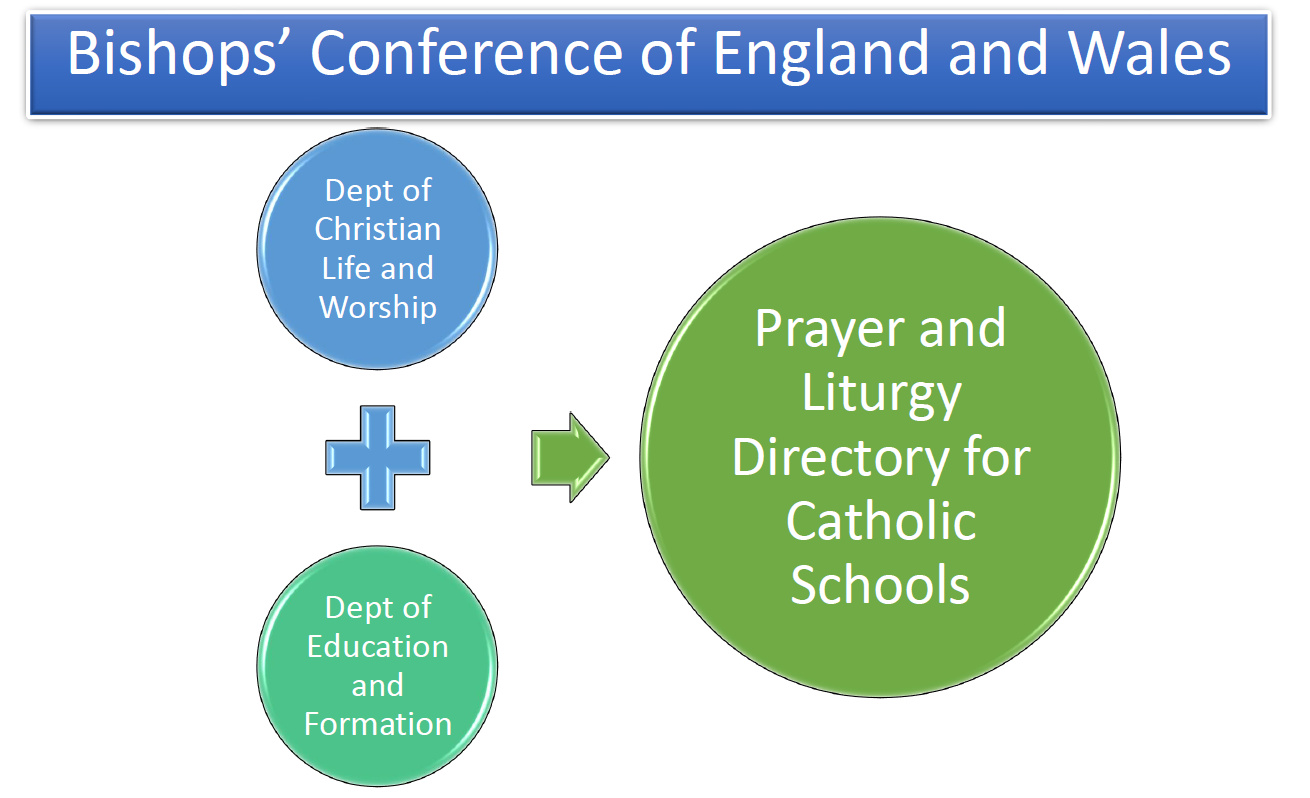 Bishops’ Conference of England and Wales
Dept of
Christian
Life and
Worship
Dept of
Education
and
Formation
Prayer and
Liturgy
Directory for
Catholic
Schools